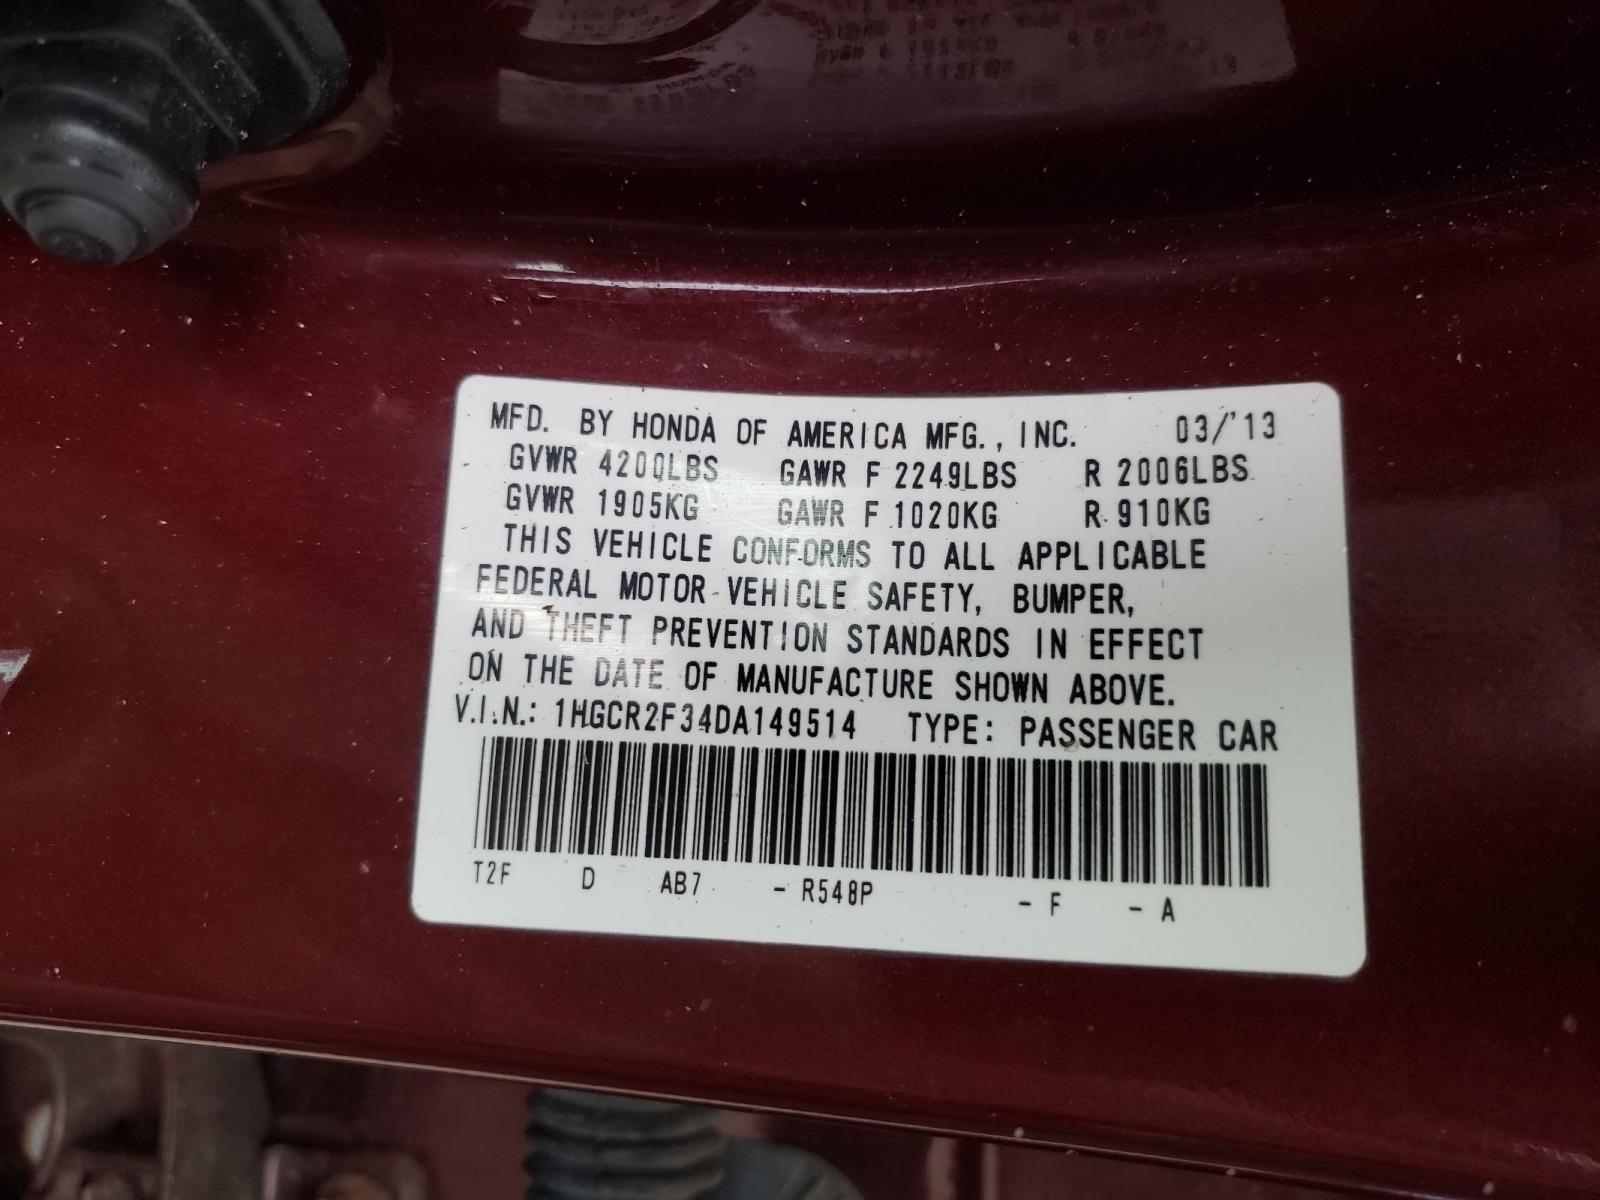 MFD. BY HONDA OF AMERICA MFG., INC. 03/'13
GVWR 4200LBS GAWR F 2249LBS R 2006LBS
GVWR 1905KG GAWR F 1020KG R 910KG
THIS VEHICLE CONFORMS TO ALL APPLICABLE
FEDERAL MOTOR VEHICLE SAFETY, BUMPER,
AND THEFT PREVENTION STANDARDS IN EFFECT
ON THE DATE OF MANUFACTURE SHOWN ABOVE.
V.I.N.: 1HGCR2F34DA149514 TYPE: PASSENGER CAR
T2F D AB7 - R548P - F - A